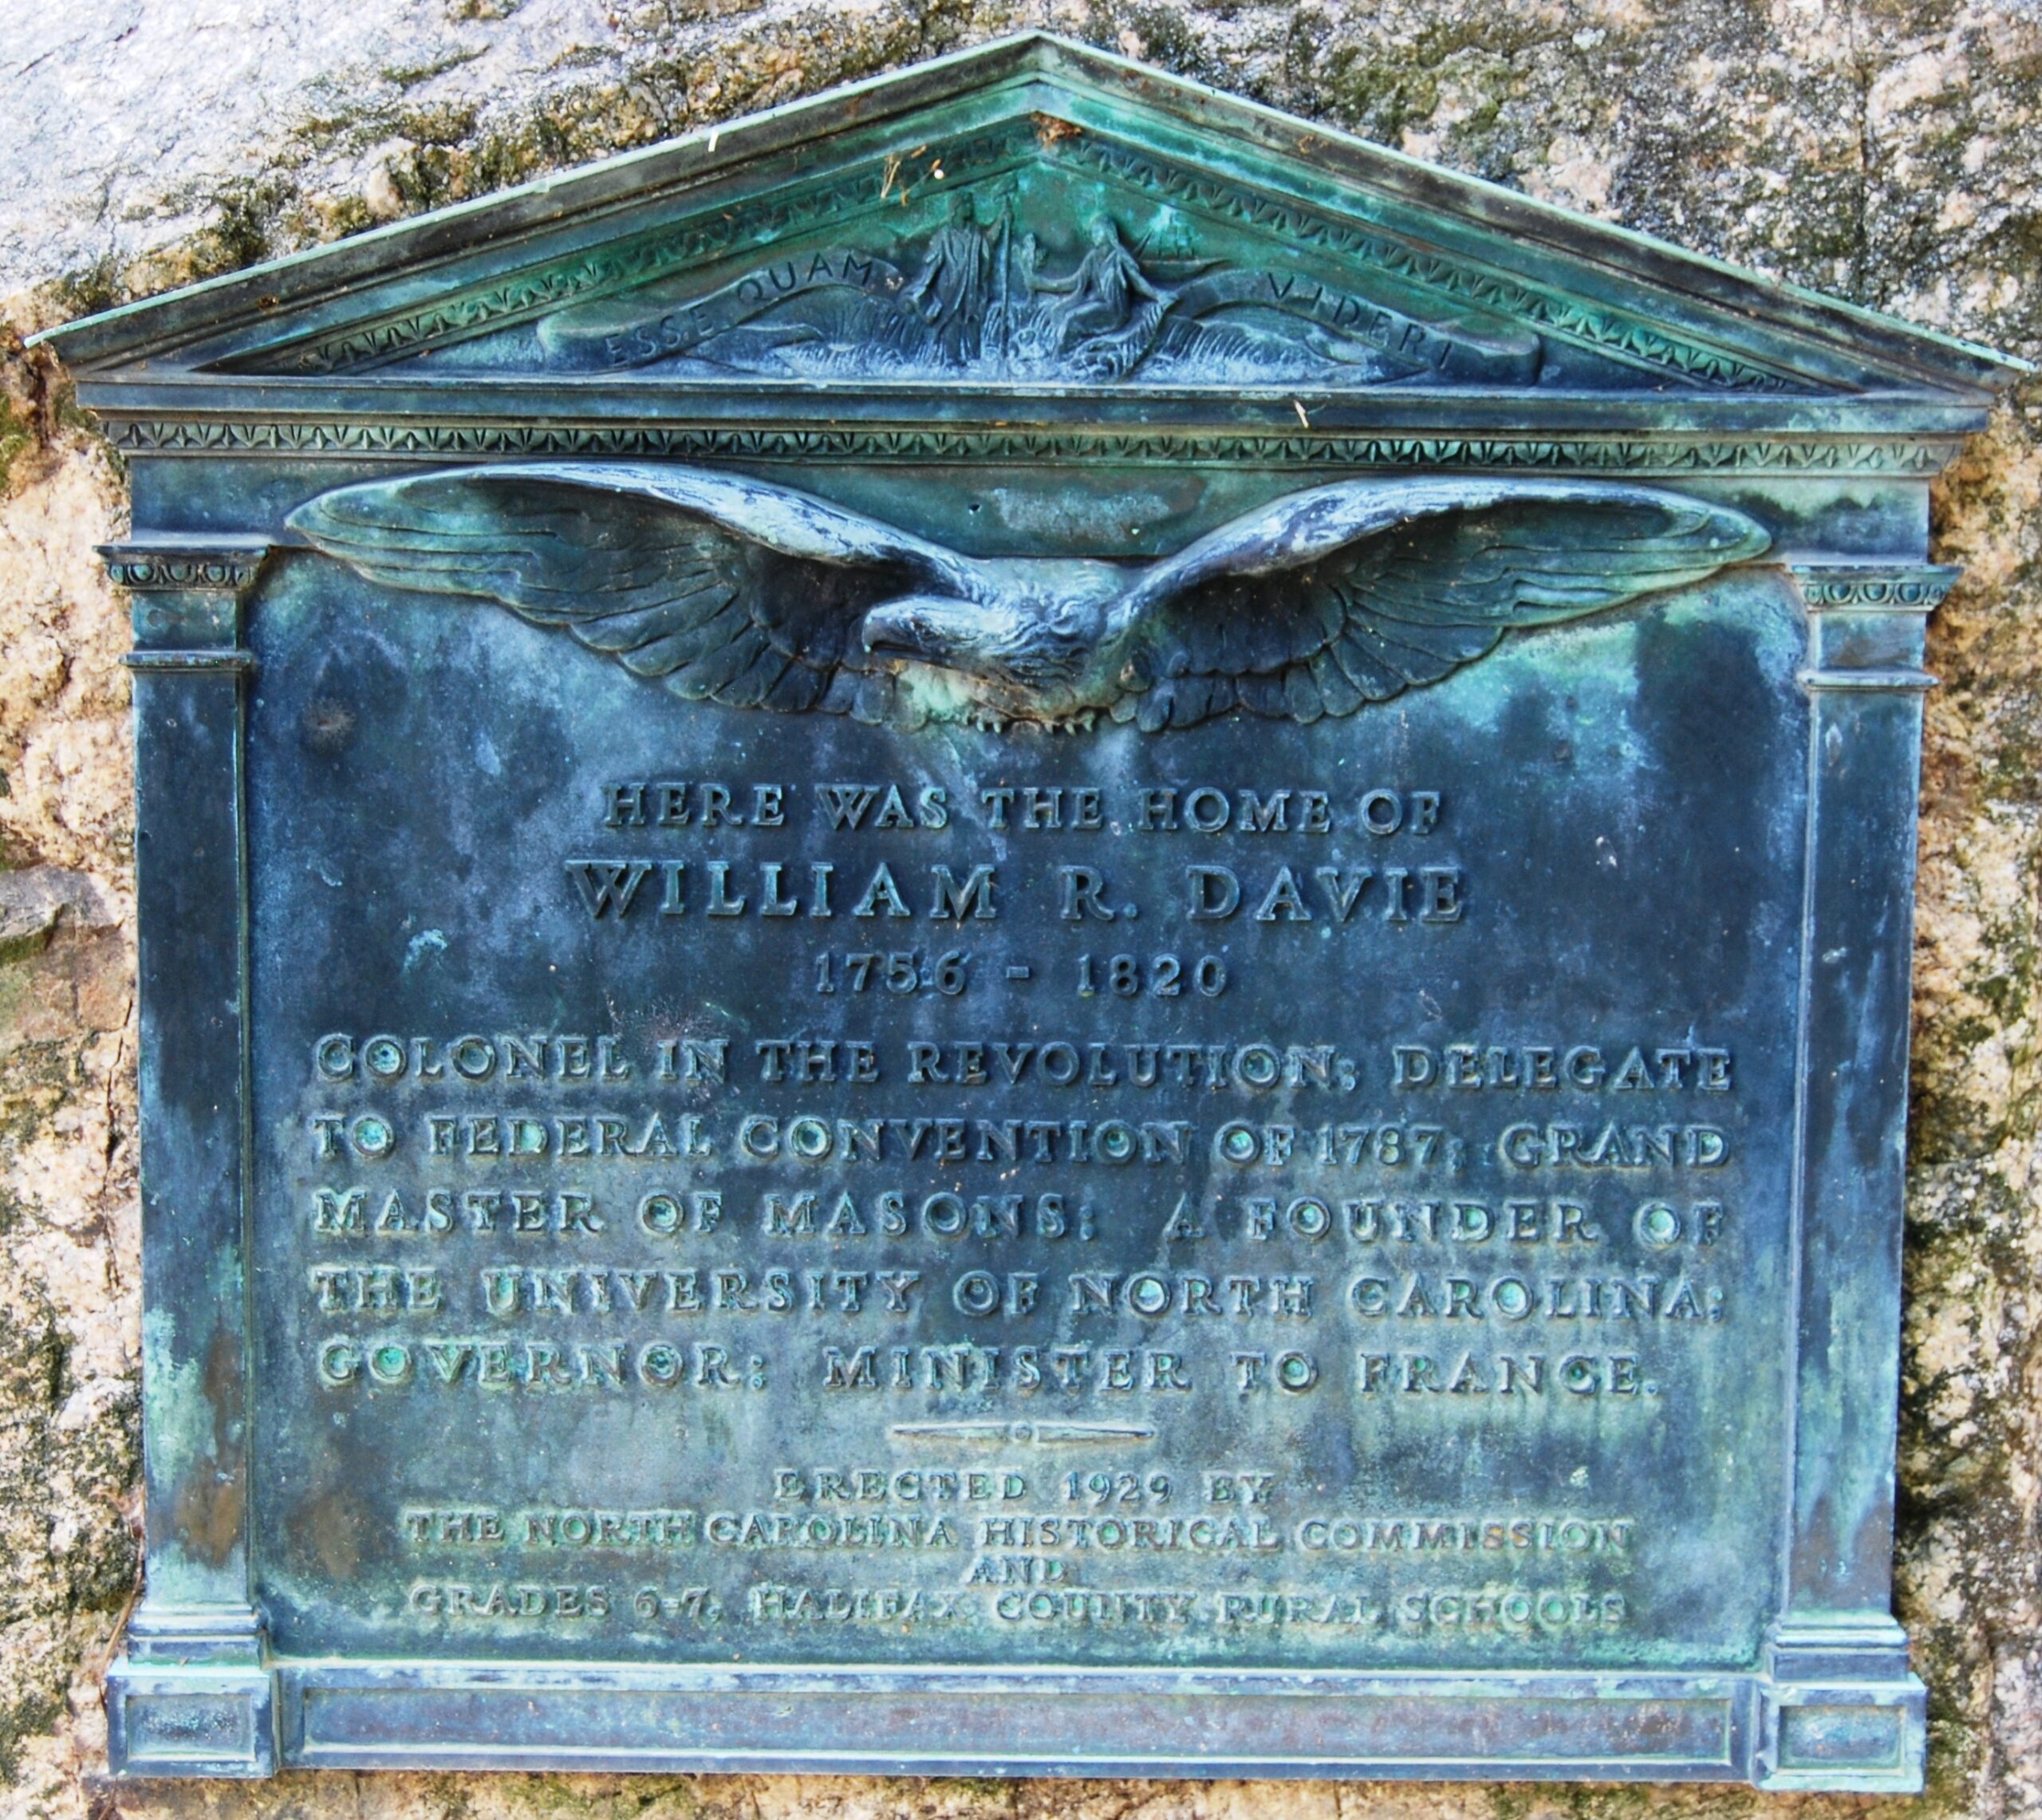 ESSE QUAM VIDERI
HERE WAS THE HOME OF
WILLIAM R. DAVIE
1756 - 1820
COLONEL IN THE REVOLUTION; DELEGATE
TO FEDERAL CONVENTION OF 1787; GRAND
MASTER OF MASONS; A FOUNDER OF
THE UNIVERSITY OF NORTH CAROLINA;
GOVERNOR; MINISTER TO FRANCE.
ERECTED 1929 BY
THE NORTH CAROLINA HISTORICAL COMMISSION
AND
GRADES 6-7, HALIFAX COUNTY RURAL SCHOOLS